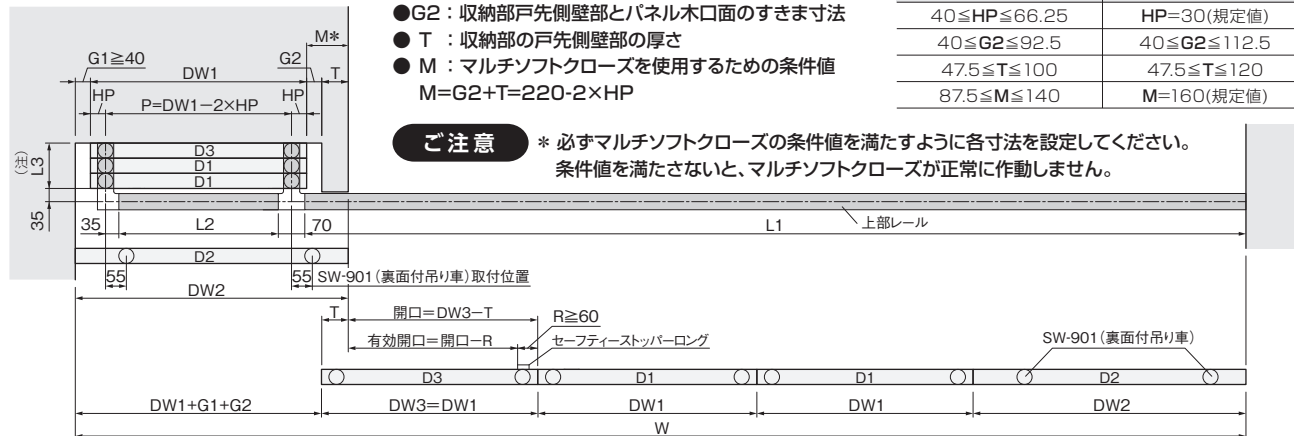 ●G2：収納部戸先側壁部とパネル木口面のすきま寸法
● T ：収納部の戸先側壁部の厚さ
● M ：マルチソフトクローズを使用するための条件値
M=G2+T=220-2×HP
40≦HP≦66.25 HP=30(規定値)
40≦G2≦92.5 40≦G2≦112.5
47.5≦T≦100 47.5≦T≦120
87.5≦M≦140 M=160(規定値)
ご注意 ＊ 必ずマルチソフトクローズの条件値を満たすように各寸法を設定してください。
条件値を満たさないと、マルチソフトクローズが正常に作動しません。
M＊
G1≧40 G2
DW1 T
HP HP
P=DW1−2×HP
D3
D1
D1
(注)
L3
35
35 L2 70 L1 上部レール
D2
55 55 SW-901(裏面付吊り車)取付位置
DW2
T 開口=DW3−T R≧60
有効開口=開口−R セーフティーストッパーロング SW-901(裏面付吊り車)
D3 D1 D1 D2
DW1+G1+G2 DW3=DW1 DW1 DW1 DW2
W